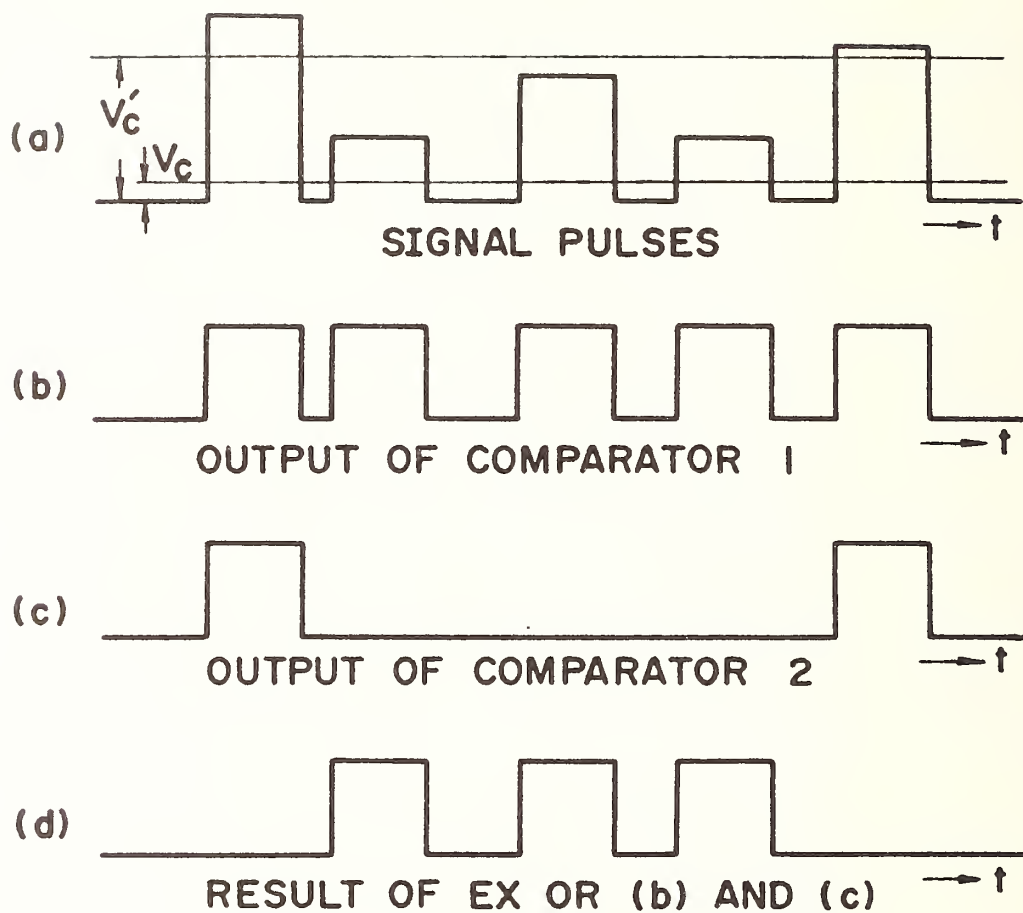 (a)
V'c
Vc
t
SIGNAL PULSES
(b)
t
OUTPUT OF COMPARATOR 1
(c)
t
OUTPUT OF COMPARATOR 2
(d)
t
RESULT OF EX OR (b) AND (c)